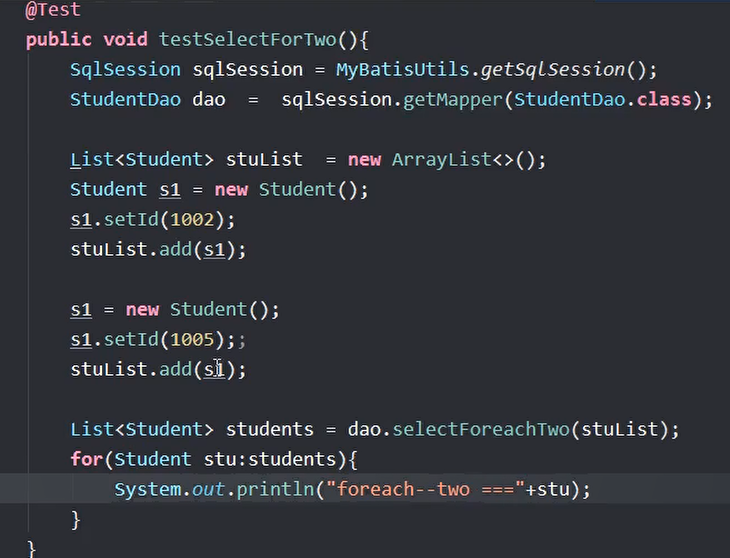 @Test
public void testSelectForTwo(){
SqlSession sqlSession = MyBatisUtils.getSqlSession();
StudentDao dao  =  sqlSession.getMapper(StudentDao.class);
List<Student> stuList  = new ArrayList<>();
Student s1 = new Student();
s1.setId(1002);
stuList.add(s1);
s1 = new Student();
s1.setId(1005);;
stuList.add(s1);
List<Student> students = dao.selectForeachTwo(stuList);
for(Student stu:students){
System.out.println("foreach--two ==="+stu);
}
}